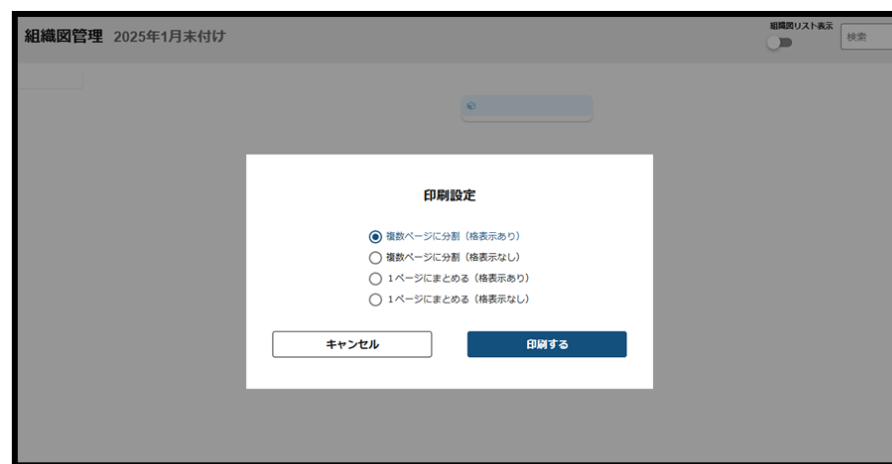 組織図管理 2025年1月末付け
組織図リスト表示
検索
印刷設定
複数ページに分割（格表示あり）
複数ページに分割（格表示なし）
1ページにまとめる（格表示あり）
1ページにまとめる（格表示なし）
キャンセル
印刷する